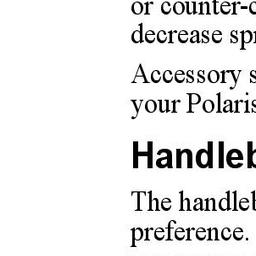 or counter-c
decrease spr
Accessory s
your Polaris
Handleb
The handleb
preference.